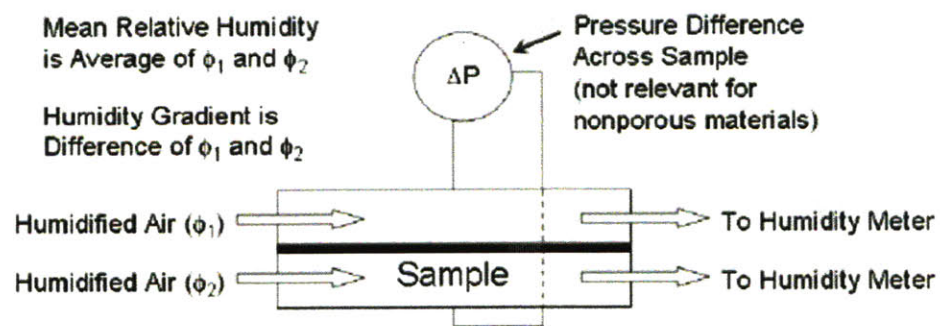 Mean Relative Humidity
is Average of ϕ₁ and ϕ₂
Humidity Gradient is
Difference of ϕ₁ and ϕ₂
ΔP
Pressure Difference
Across Sample
(not relevant for
nonporous materials)
Humidified Air (ϕ₁)
To Humidity Meter
Humidified Air (ϕ₂)
Sample
To Humidity Meter